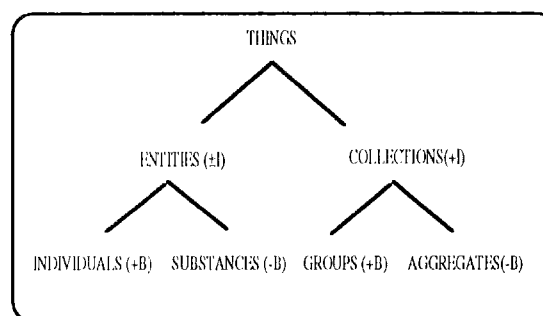 THINGS
ENTITIES (±I) COLLECTIONS(+I)
INDIVIDUALS (+B) SUBSTANCES (-B) GROUPS (+B) AGGREGATES(-B)